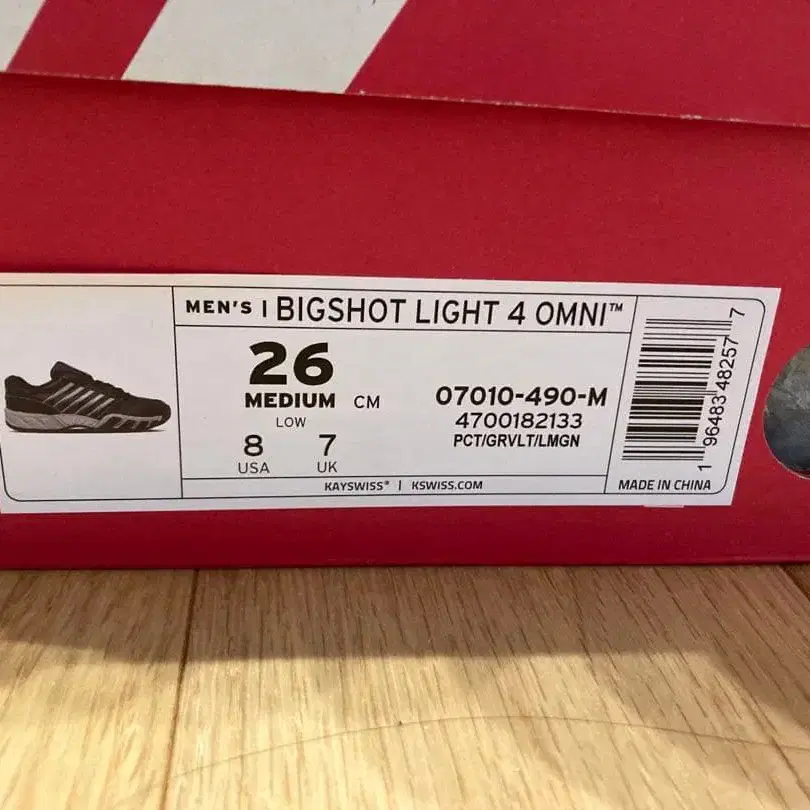 MEN'S | BIGSHOT LIGHT 4 OMNI™
26
MEDIUM CM
LOW
8 7
USA UK
07010-490-M
4700182133
PCT/GRVLT/LMGN
KAYSWISS® | KSWISS.COM
1 96483 48257 7
MADE IN CHINA